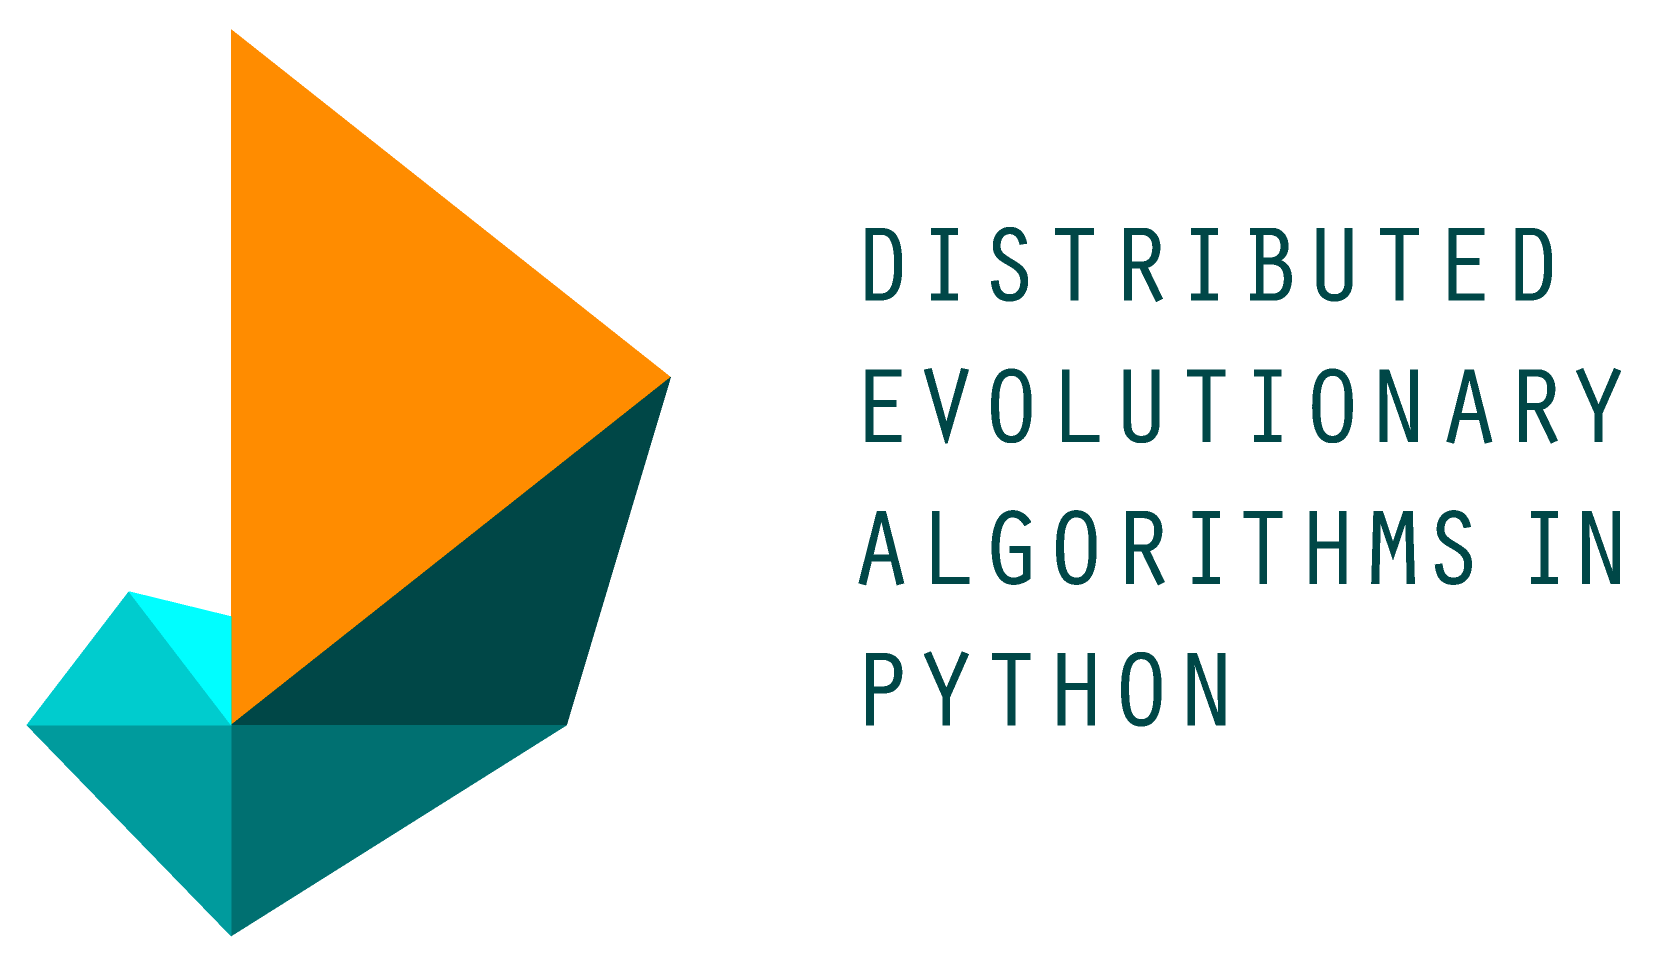 DISTRIBUTED
EVOLUTIONARY
ALGORITHMS IN
PYTHON